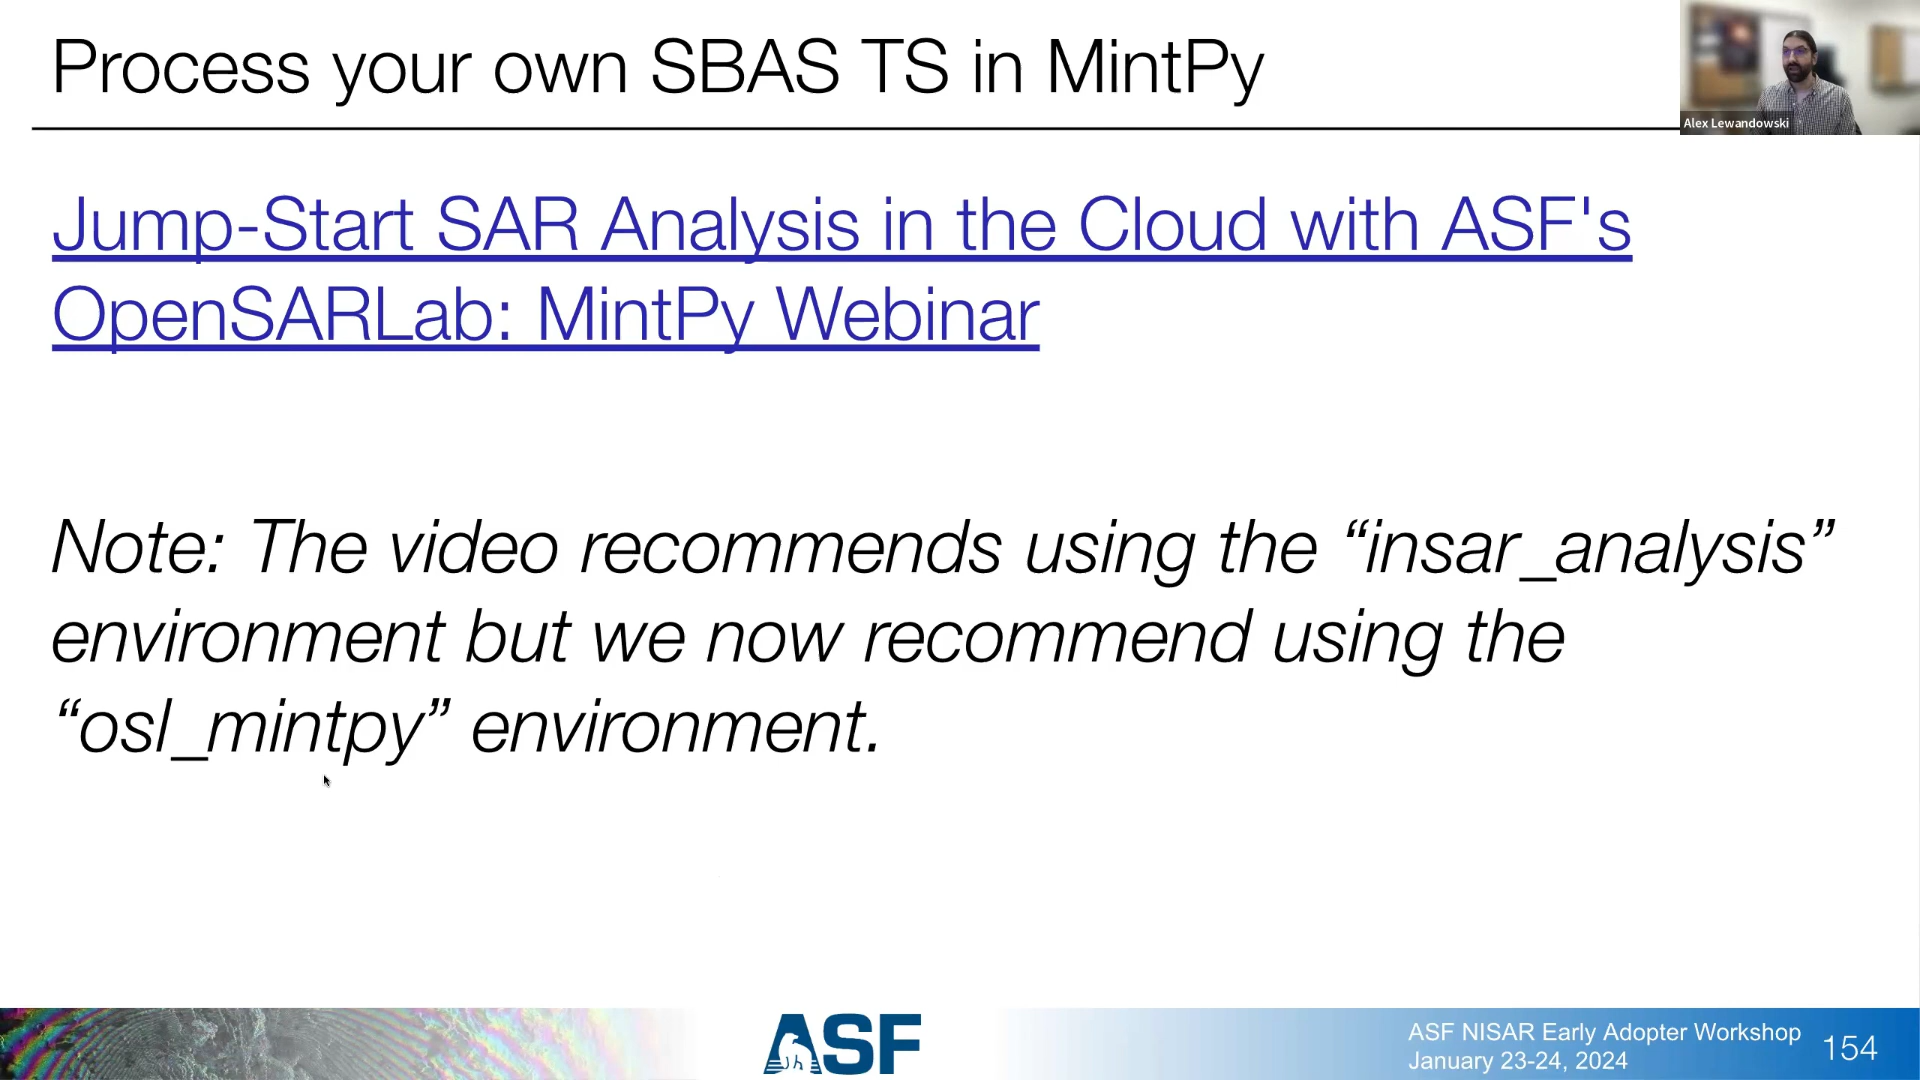 Process your own SBAS TS in MintPy
Alex Lewandowski
Jump-Start SAR Analysis in the Cloud with ASF's
OpenSARLab: MintPy Webinar
Note: The video recommends using the “insar_analysis”
environment but we now recommend using the
“osl_mintpy” environment.
ASF
ASF NISAR Early Adopter Workshop
January 23-24, 2024
154